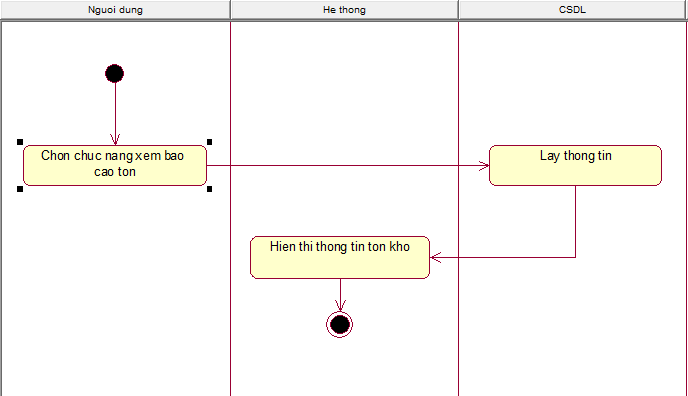 Nguoi dung
He thong
CSDL
Chon chuc nang xem bao
cao ton
Lay thong tin
Hien thi thong tin ton kho